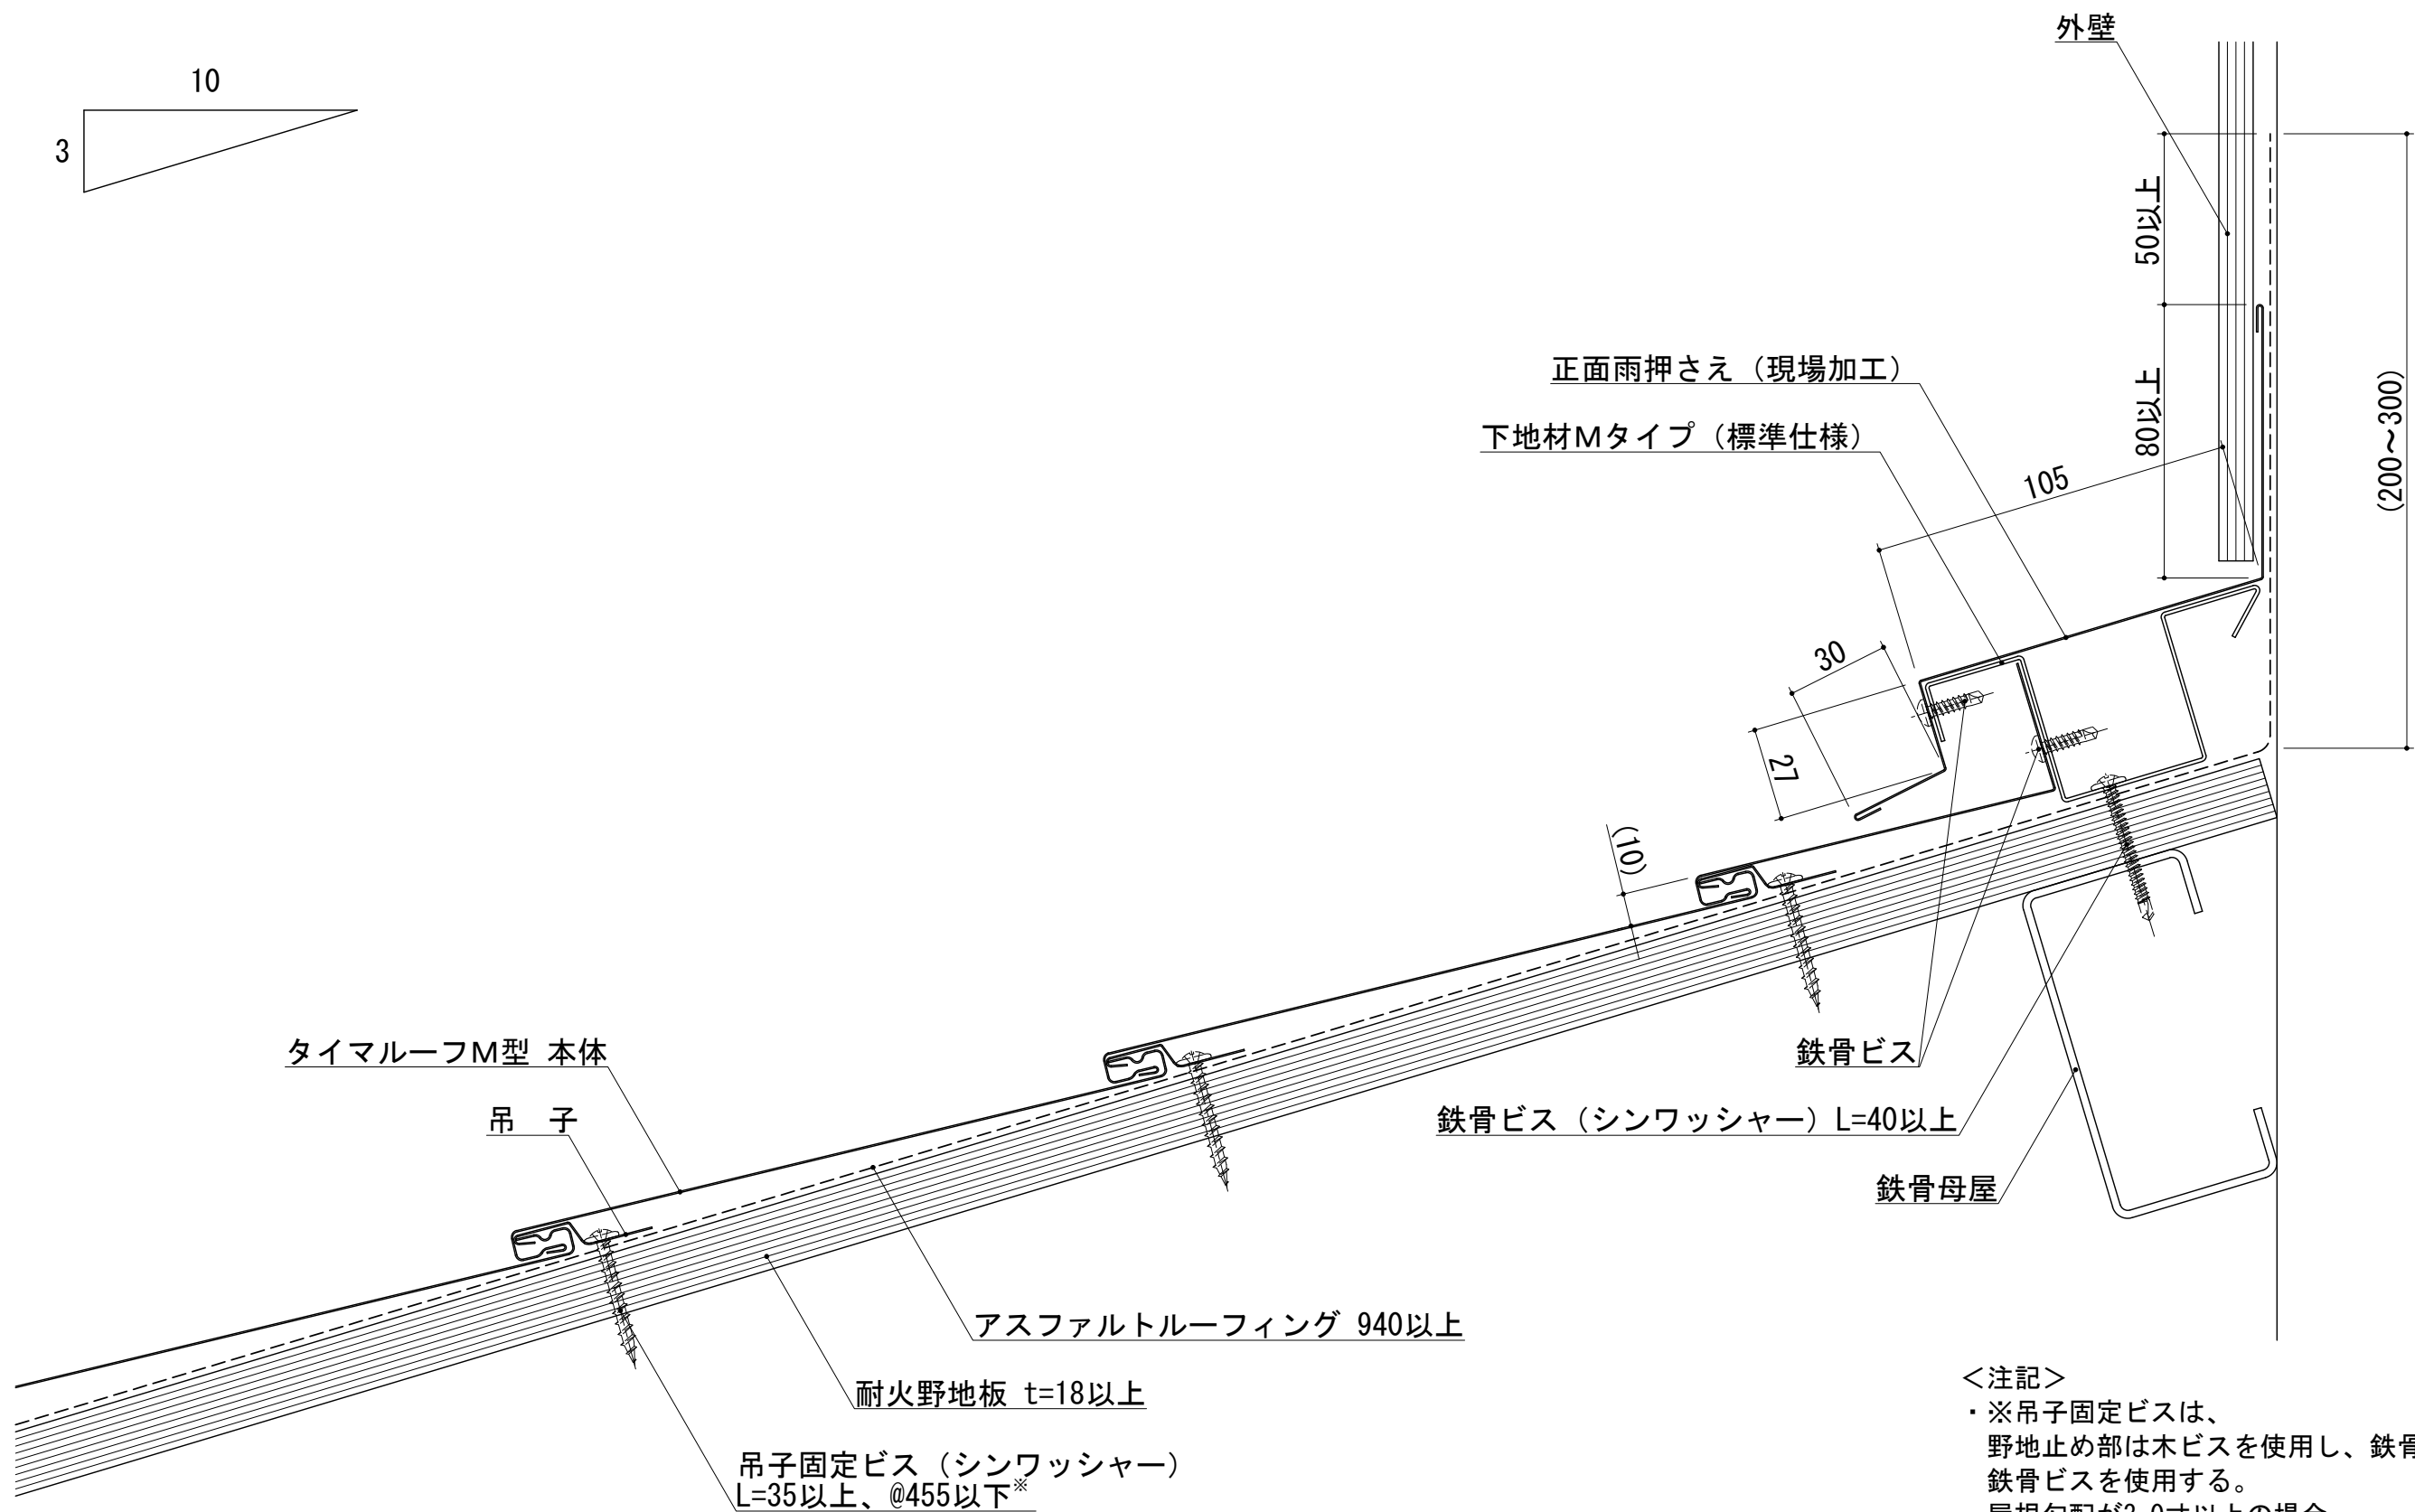 外壁
10
3
50以上
80以上
(200～300)
正面雨押さえ（現場加工）
下地材Mタイプ（標準仕様）
105
30
27
(10)
タイマルーフM型 本体
吊　子
鉄骨ビス
鉄骨ビス（シンワッシャー）L=40以上
鉄骨母屋
アスファルトルーフィング 940以上
耐火野地板 t=18以上
吊子固定ビス（シンワッシャー）
L=35以上、@455以下※
＜注記＞
・※吊子固定ビスは、
野地止め部は木ビスを使用し、鉄骨
鉄骨ビスを使用する。